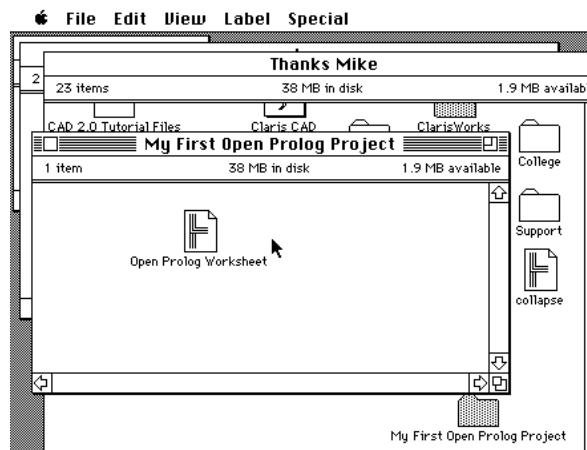 File Edit View Label Special
Thanks Mike
2
23 items 38 MB in disk 1.9 MB availab
CAD 2.0 Tutorial Files Claris CAD ClarisWorks
My First Open Prolog Project
1 item 38 MB in disk 1.9 MB available
College
Support
Open Prolog Worksheet
collapse
My First Open Prolog Project